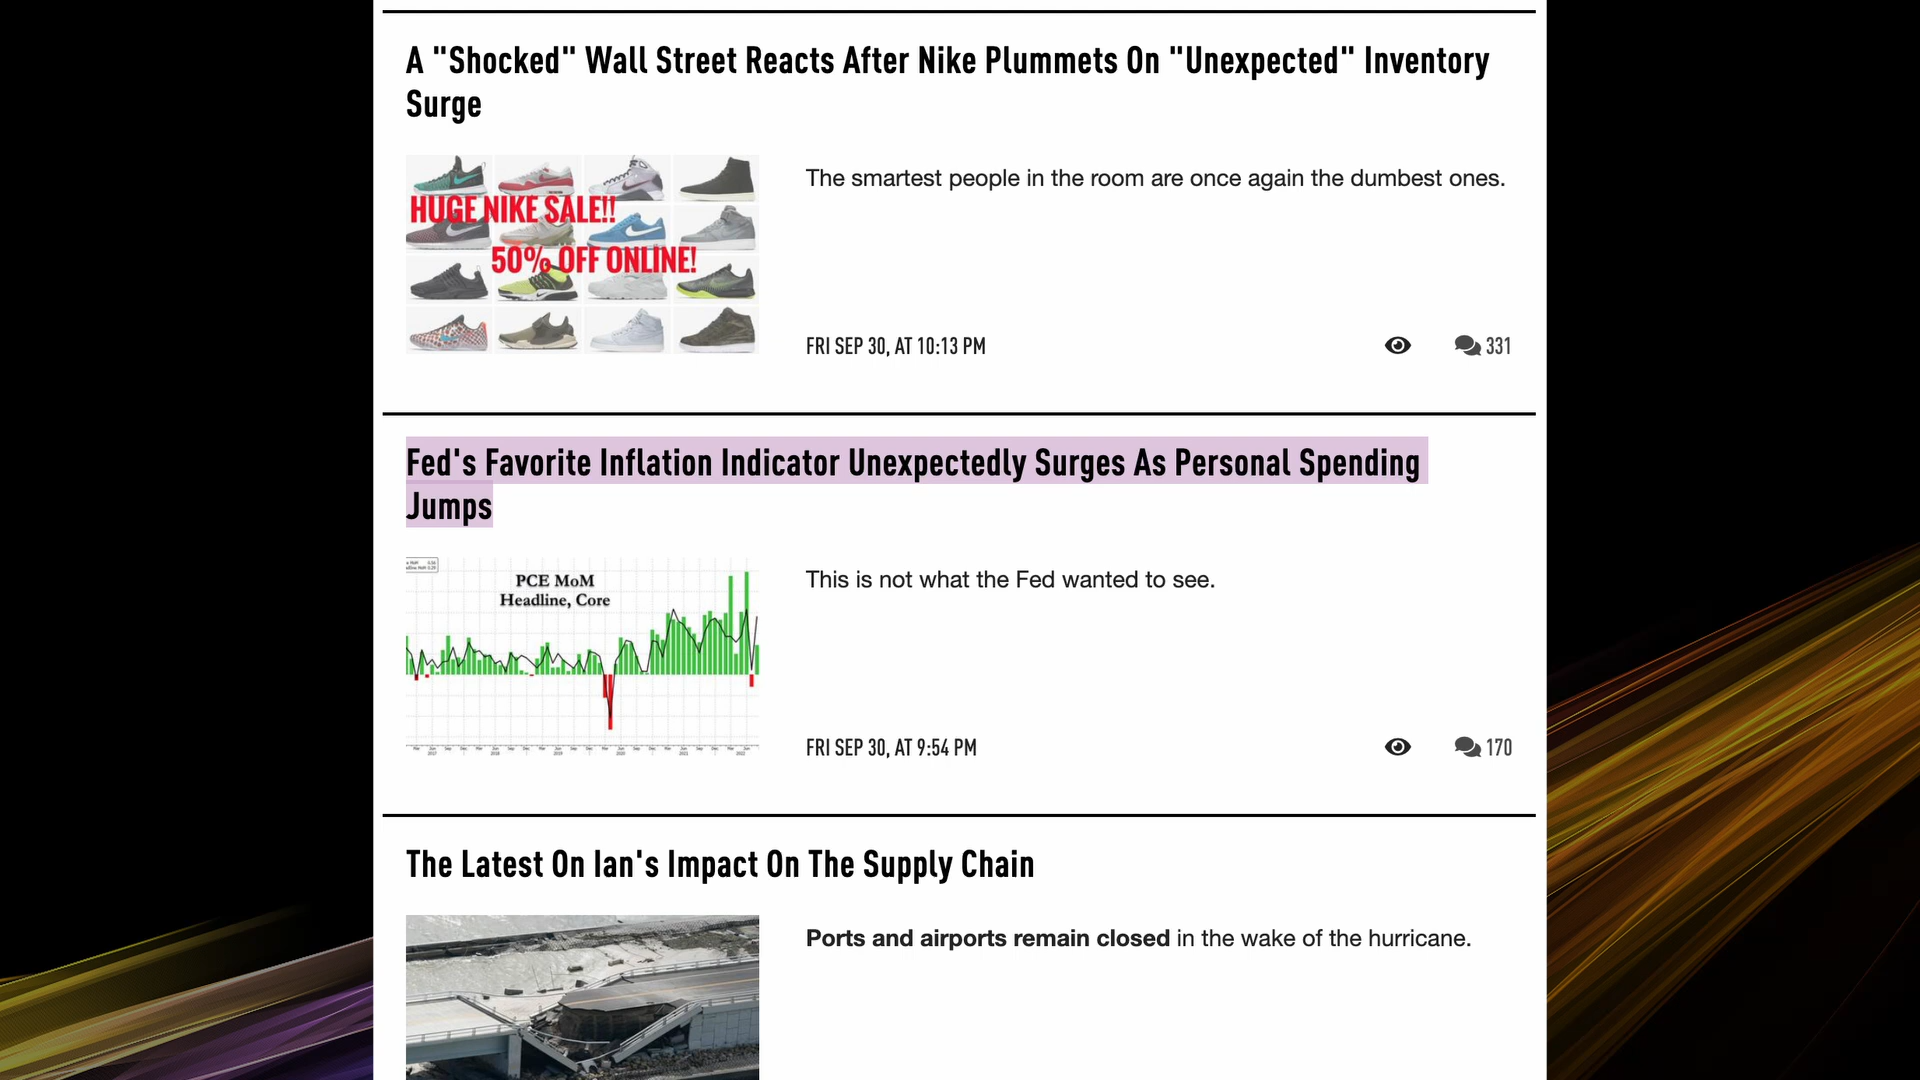 A "Shocked" Wall Street Reacts After Nike Plummets On "Unexpected" Inventory
Surge
HUGE NIKE SALE!!
50% OFF ONLINE!
The smartest people in the room are once again the dumbest ones.
FRI SEP 30, AT 10:13 PM
331
Fed's Favorite Inflation Indicator Unexpectedly Surges As Personal Spending
Jumps
PCE MoM
Headline, Core
This is not what the Fed wanted to see.
FRI SEP 30, AT 9:54 PM
170
The Latest On Ian's Impact On The Supply Chain
Ports and airports remain closed in the wake of the hurricane.